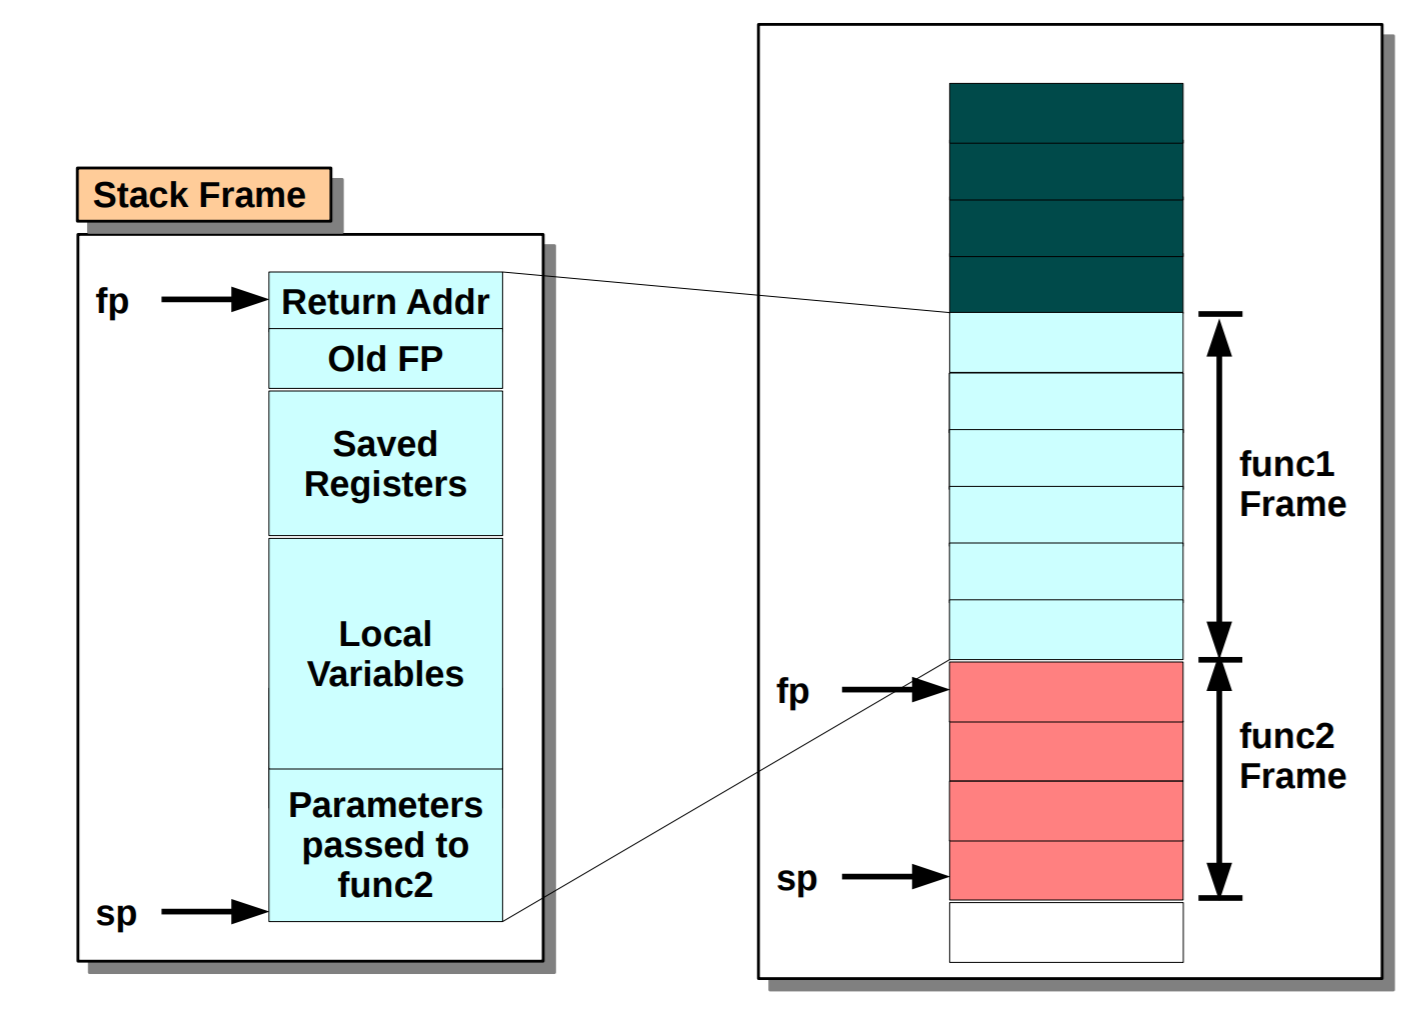 Stack Frame
fp
Return Addr
Old FP
Saved
Registers
Local
Variables
Parameters
passed to
func2
sp
func1
Frame
fp
func2
Frame
sp